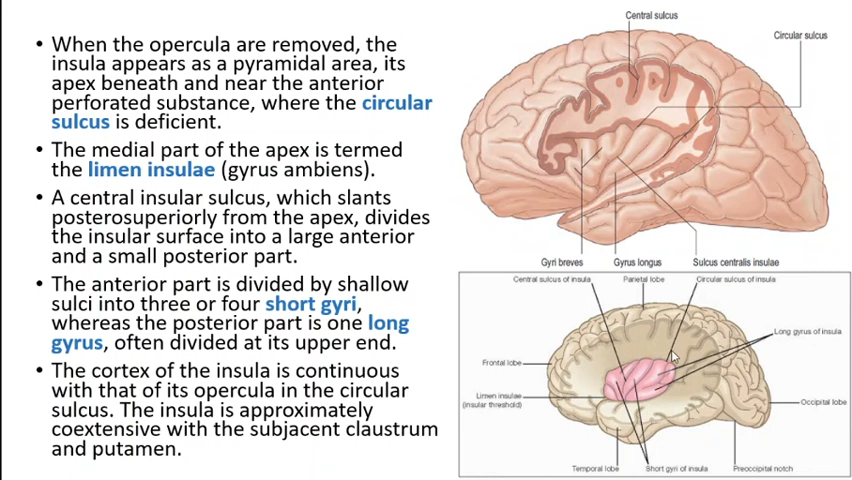 • When the opercula are removed, the
insula appears as a pyramidal area, its
apex beneath and near the anterior
perforated substance, where the circular
sulcus is deficient.
• The medial part of the apex is termed
the limen insulae (gyrus ambiens).
• A central insular sulcus, which slants
posterosuperiorly from the apex, divides
the insular surface into a large anterior
and a small posterior part.
• The anterior part is divided by shallow
sulci into three or four short gyri,
whereas the posterior part is one long
gyrus, often divided at its upper end.
• The cortex of the insula is continuous
with that of its opercula in the circular
sulcus. The insula is approximately
coextensive with the subjacent claustrum
and putamen.
Central sulcus
Circular sulcus
Gyri breves
Gyrus longus
Sulcus centralis insulae
Central sulcus of insula
Parietal lobe
Circular sulcus of insula
Long gyrus of insula
Frontal lobe
Limen insulae
(insular threshold)
Occipital lobe
Temporal lobe
Short gyri of insula
Preoccipital notch